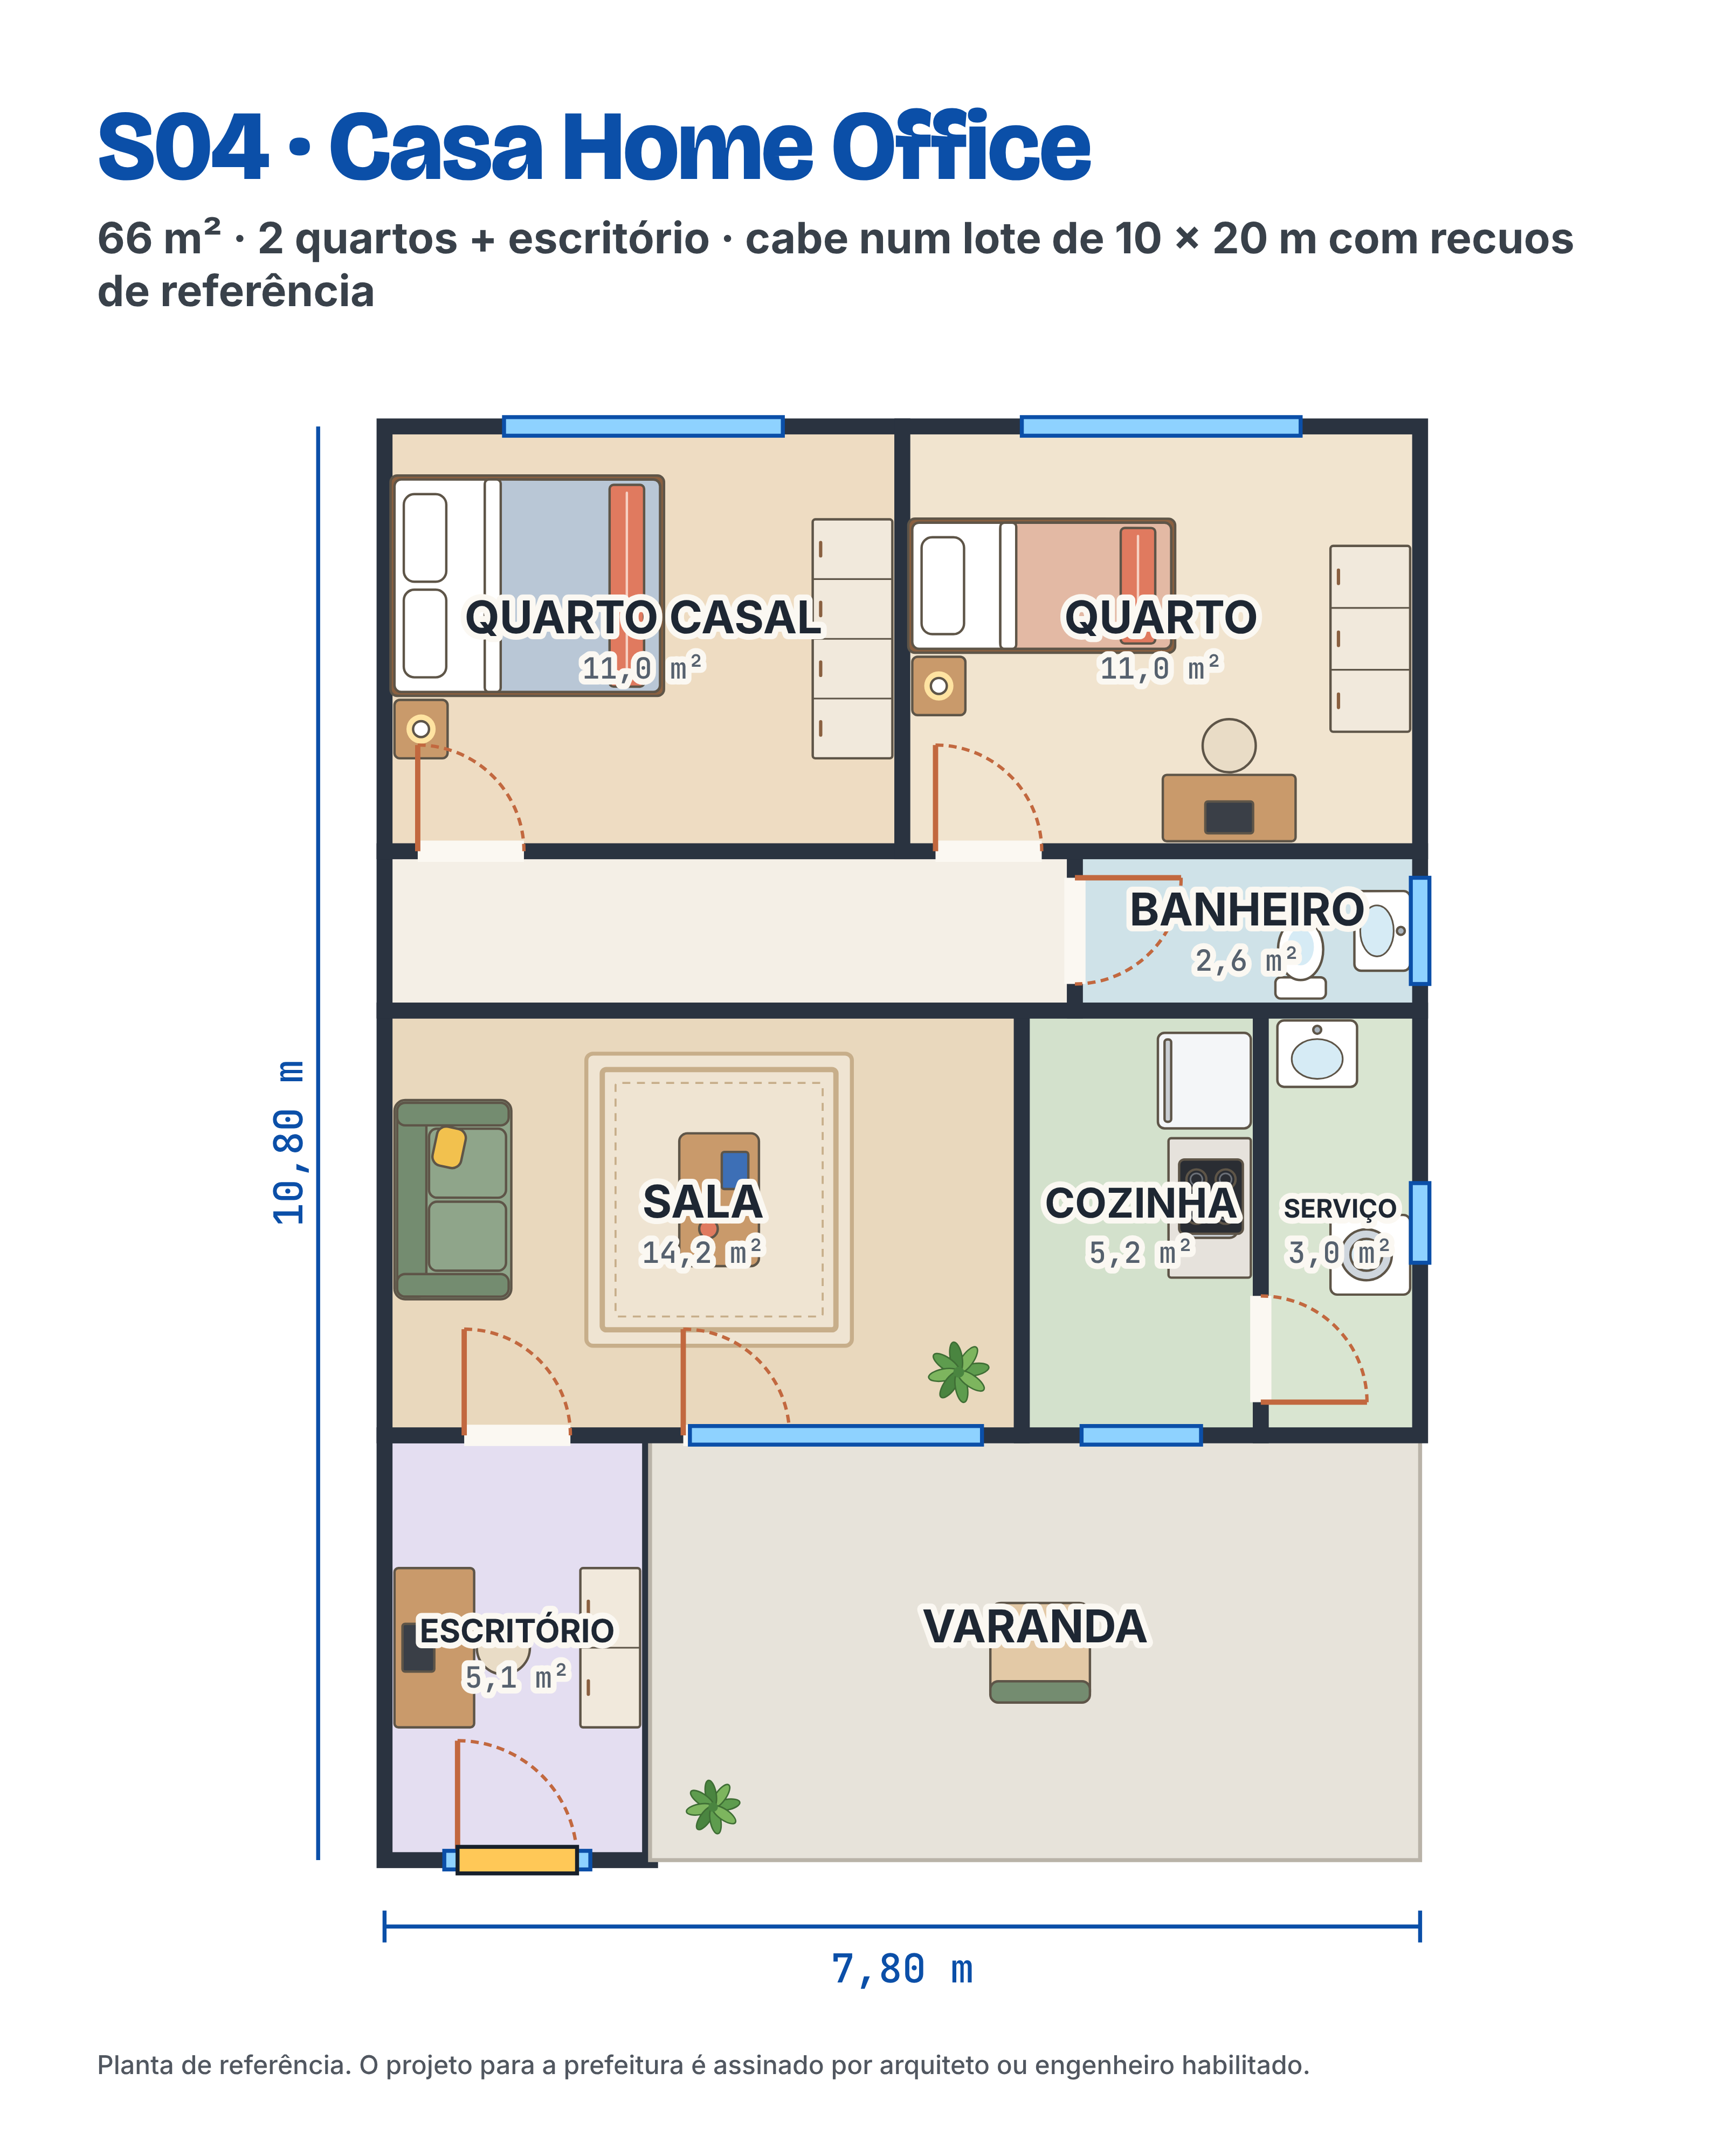 S04 · Casa Home Office
66 m² · 2 quartos + escritório · cabe num lote de 10 × 20 m com recuos
de referência
QUARTO CASAL
11,0 m²
QUARTO
11,0 m²
BANHEIRO
2,6 m²
10,80 m
SALA
14,2 m²
COZINHA
5,2 m²
SERVIÇO
3,0 m²
ESCRITÓRIO
5,1 m²
VARANDA
7,80 m
Planta de referência. O projeto para a prefeitura é assinado por arquiteto ou engenheiro habilitado.